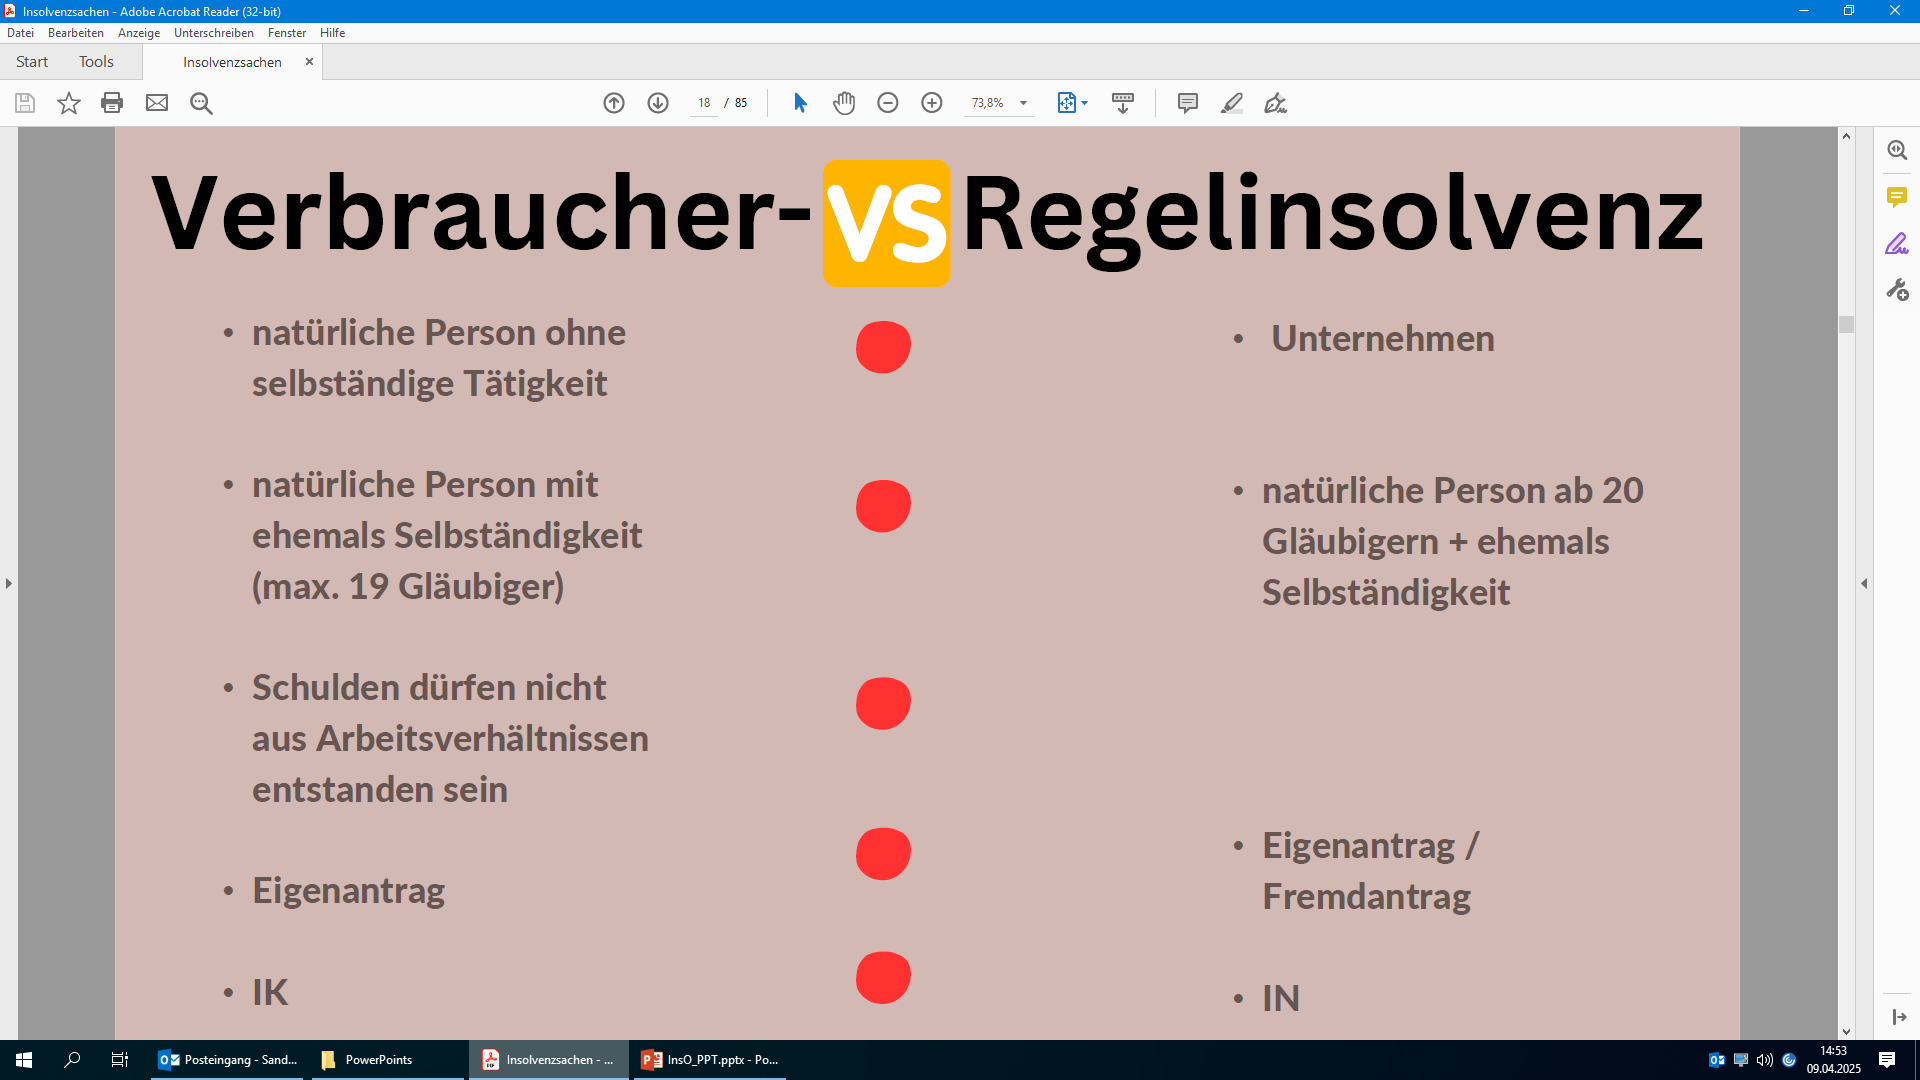 Insolvenzsachen - Adobe Acrobat Reader (32-bit)
Datei Bearbeiten Anzeige Unterschreiben Fenster Hilfe
Start Tools Insolvenzsachen
18 / 85 73,8%
Verbraucher- VS Regelinsolvenz
• natürliche Person ohne
selbständige Tätigkeit
• natürliche Person mit
ehemals Selbständigkeit
(max. 19 Gläubiger)
• Schulden dürfen nicht
aus Arbeitsverhältnissen
entstanden sein
• Eigenantrag
• IK
• Unternehmen
• natürliche Person ab 20
Gläubigern + ehemals
Selbständigkeit
• Eigenantrag /
Fremdantrag
• IN
Posteingang - Sand... PowerPoints Insolvenzsachen - ... InsO_PPT.pptx - Po...
14:53
09.04.2025